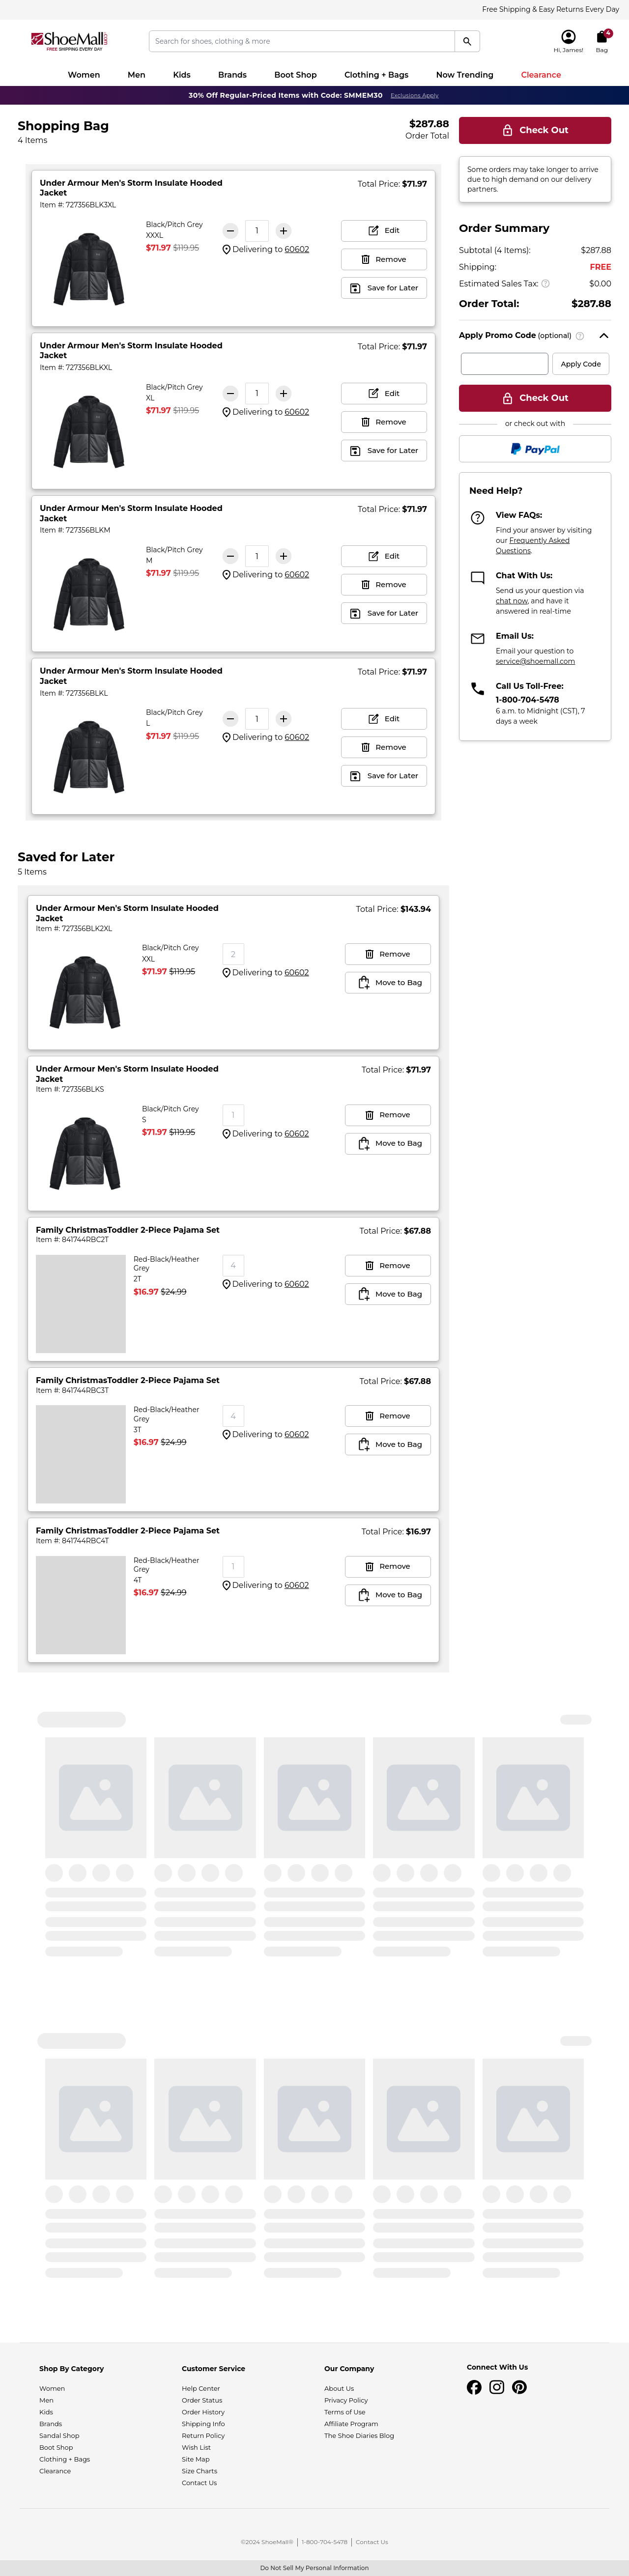 Free Shipping & Easy Returns Every Day
ShoeMall.com
FREE SHIPPING EVERY DAY
Search for shoes, clothing & more
Hi, James!
4
Bag
Women Men Kids Brands Boot Shop Clothing + Bags Now Trending Clearance
30% Off Regular-Priced Items with Code: SMMEM30 Exclusions Apply
Shopping Bag
4 Items
$287.88
Order Total
Under Armour Men's Storm Insulate Hooded
Jacket
Item #: 727356BLK3XL
Total Price: $71.97
Black/Pitch Grey
XXXL
$71.97 $119.95
1
Delivering to 60602
Edit
Remove
Save for Later
Under Armour Men's Storm Insulate Hooded
Jacket
Item #: 727356BLKXL
Total Price: $71.97
Black/Pitch Grey
XL
$71.97 $119.95
1
Delivering to 60602
Edit
Remove
Save for Later
Under Armour Men's Storm Insulate Hooded
Jacket
Item #: 727356BLKM
Total Price: $71.97
Black/Pitch Grey
M
$71.97 $119.95
1
Delivering to 60602
Edit
Remove
Save for Later
Under Armour Men's Storm Insulate Hooded
Jacket
Item #: 727356BLKL
Total Price: $71.97
Black/Pitch Grey
L
$71.97 $119.95
1
Delivering to 60602
Edit
Remove
Save for Later
Check Out
Some orders may take longer to arrive
due to high demand on our delivery
partners.
Order Summary
Subtotal (4 Items): $287.88
Shipping: FREE
Estimated Sales Tax: ? $0.00
Order Total: $287.88
Apply Promo Code (optional) ?
Apply Code
Check Out
or check out with
PayPal
Need Help?
View FAQs:
Find your answer by visiting
our Frequently Asked
Questions.
Chat With Us:
Send us your question via
chat now, and have it
answered in real-time
Email Us:
Email your question to
service@shoemall.com
Call Us Toll-Free:
1-800-704-5478
6 a.m. to Midnight (CST), 7
days a week
Saved for Later
5 Items
Under Armour Men's Storm Insulate Hooded
Jacket
Item #: 727356BLK2XL
Total Price: $143.94
Black/Pitch Grey
XXL
$71.97 $119.95
2
Delivering to 60602
Remove
Move to Bag
Under Armour Men's Storm Insulate Hooded
Jacket
Item #: 727356BLKS
Total Price: $71.97
Black/Pitch Grey
S
$71.97 $119.95
1
Delivering to 60602
Remove
Move to Bag
Family ChristmasToddler 2-Piece Pajama Set
Item #: 841744RBC2T
Total Price: $67.88
Red-Black/Heather
Grey
2T
$16.97 $24.99
4
Delivering to 60602
Remove
Move to Bag
Family ChristmasToddler 2-Piece Pajama Set
Item #: 841744RBC3T
Total Price: $67.88
Red-Black/Heather
Grey
3T
$16.97 $24.99
4
Delivering to 60602
Remove
Move to Bag
Family ChristmasToddler 2-Piece Pajama Set
Item #: 841744RBC4T
Total Price: $16.97
Red-Black/Heather
Grey
4T
$16.97 $24.99
1
Delivering to 60602
Remove
Move to Bag
Shop By Category
Women
Men
Kids
Brands
Sandal Shop
Boot Shop
Clothing + Bags
Clearance
Customer Service
Help Center
Order Status
Order History
Shipping Info
Return Policy
Wish List
Site Map
Size Charts
Contact Us
Our Company
About Us
Privacy Policy
Terms of Use
Affiliate Program
The Shoe Diaries Blog
Connect With Us
©2024 ShoeMall® | 1-800-704-5478 | Contact Us
Do Not Sell My Personal Information